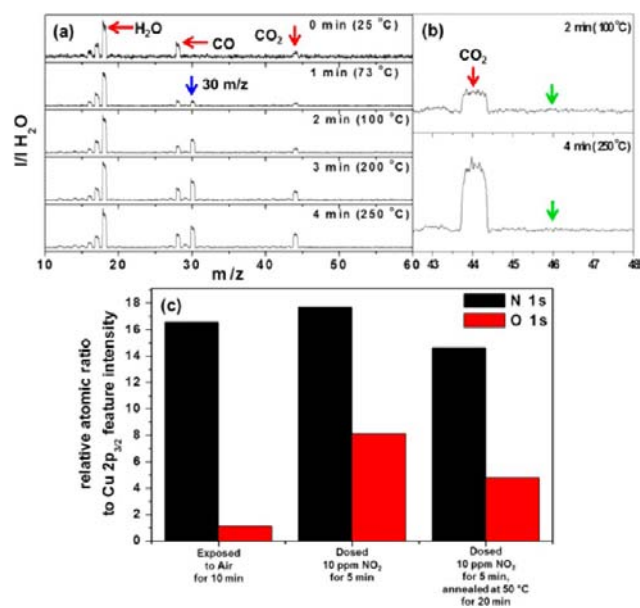 (a)
H₂O
CO
CO₂
0 min (25 °C)
30 m/z
1 min (73 °C)
2 min (100 °C)
3 min (200 °C)
4 min (250 °C)
I/I H₂O
10 20 30 40 50 60
m/z
(b)
2 min (100 °C)
CO₂
4 min (250 °C)
43 44 45 46 47 48
(c)
N 1s
O 1s
relative atomic ratio
to Cu 2p₃/₂ feature intensity
18
16
14
12
10
8
6
4
2
0
Exposed
to Air
for 10 min
Dosed
10 ppm NO₂
for 5 min
Dosed
10 ppm NO₂
for 5 min,
annealed at 50 °C
for 20 min